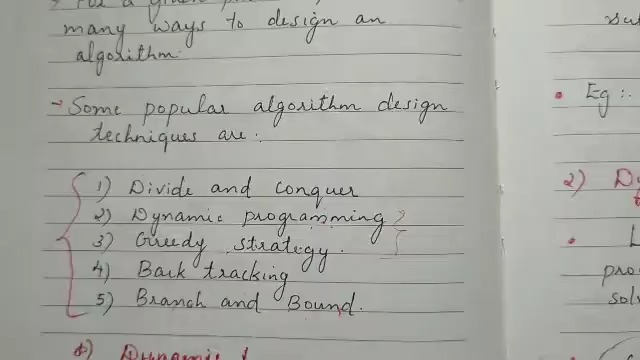 many ways to design an
algorithm.
- Some popular algorithm design
techniques are :
1) Divide and conquer
2) Dynamic programming
3) Greedy strategy.
4) Back tracking
5) Branch and Bound.
• Eg :-
2)
•